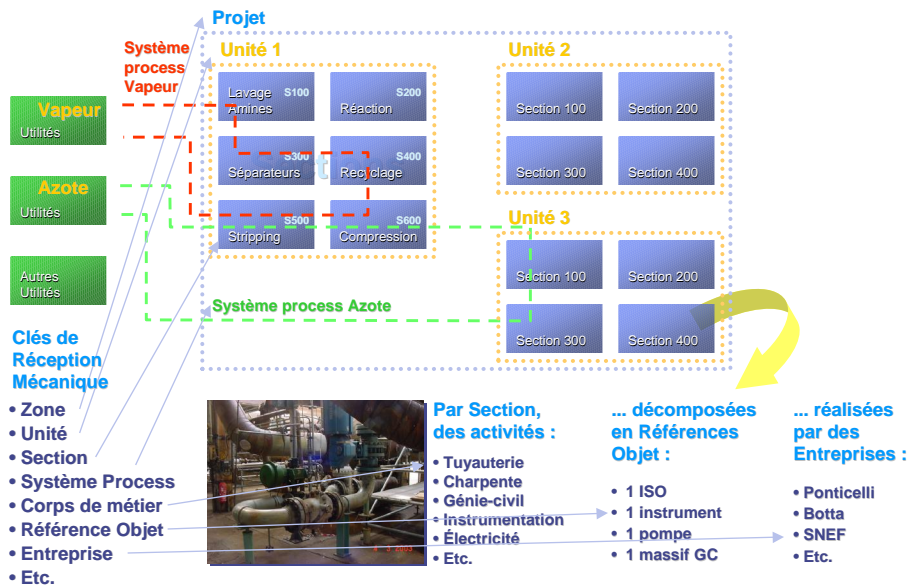 Projet
Système
process
Vapeur
Unité 1
Unité 2
Vapeur
Utilités
Lavage
Amines
S100
S200
Réaction
Section 100
Section 200
Azote
Utilités
S300
Séparateurs
Sections
S400
Recyclage
Section 300
Section 400
S500
Stripping
S600
Compression
Unité 3
Autres
Utilités
Section 100
Section 200
Système process Azote
Section 300
Section 400
Clés de
Réception
Mécanique
• Zone
• Unité
• Section
• Système Process
• Corps de métier
• Référence Objet
• Entreprise
• Etc.
Par Section,
des activités :
• Tuyauterie
• Charpente
• Génie-civil
• Instrumentation
• Électricité
• Etc.
... décomposées
en Références
Objet :
• 1 ISO
• 1 instrument
• 1 pompe
• 1 massif GC
... réalisées
par des
Entreprises :
• Ponticelli
• Botta
• SNEF
• Etc.